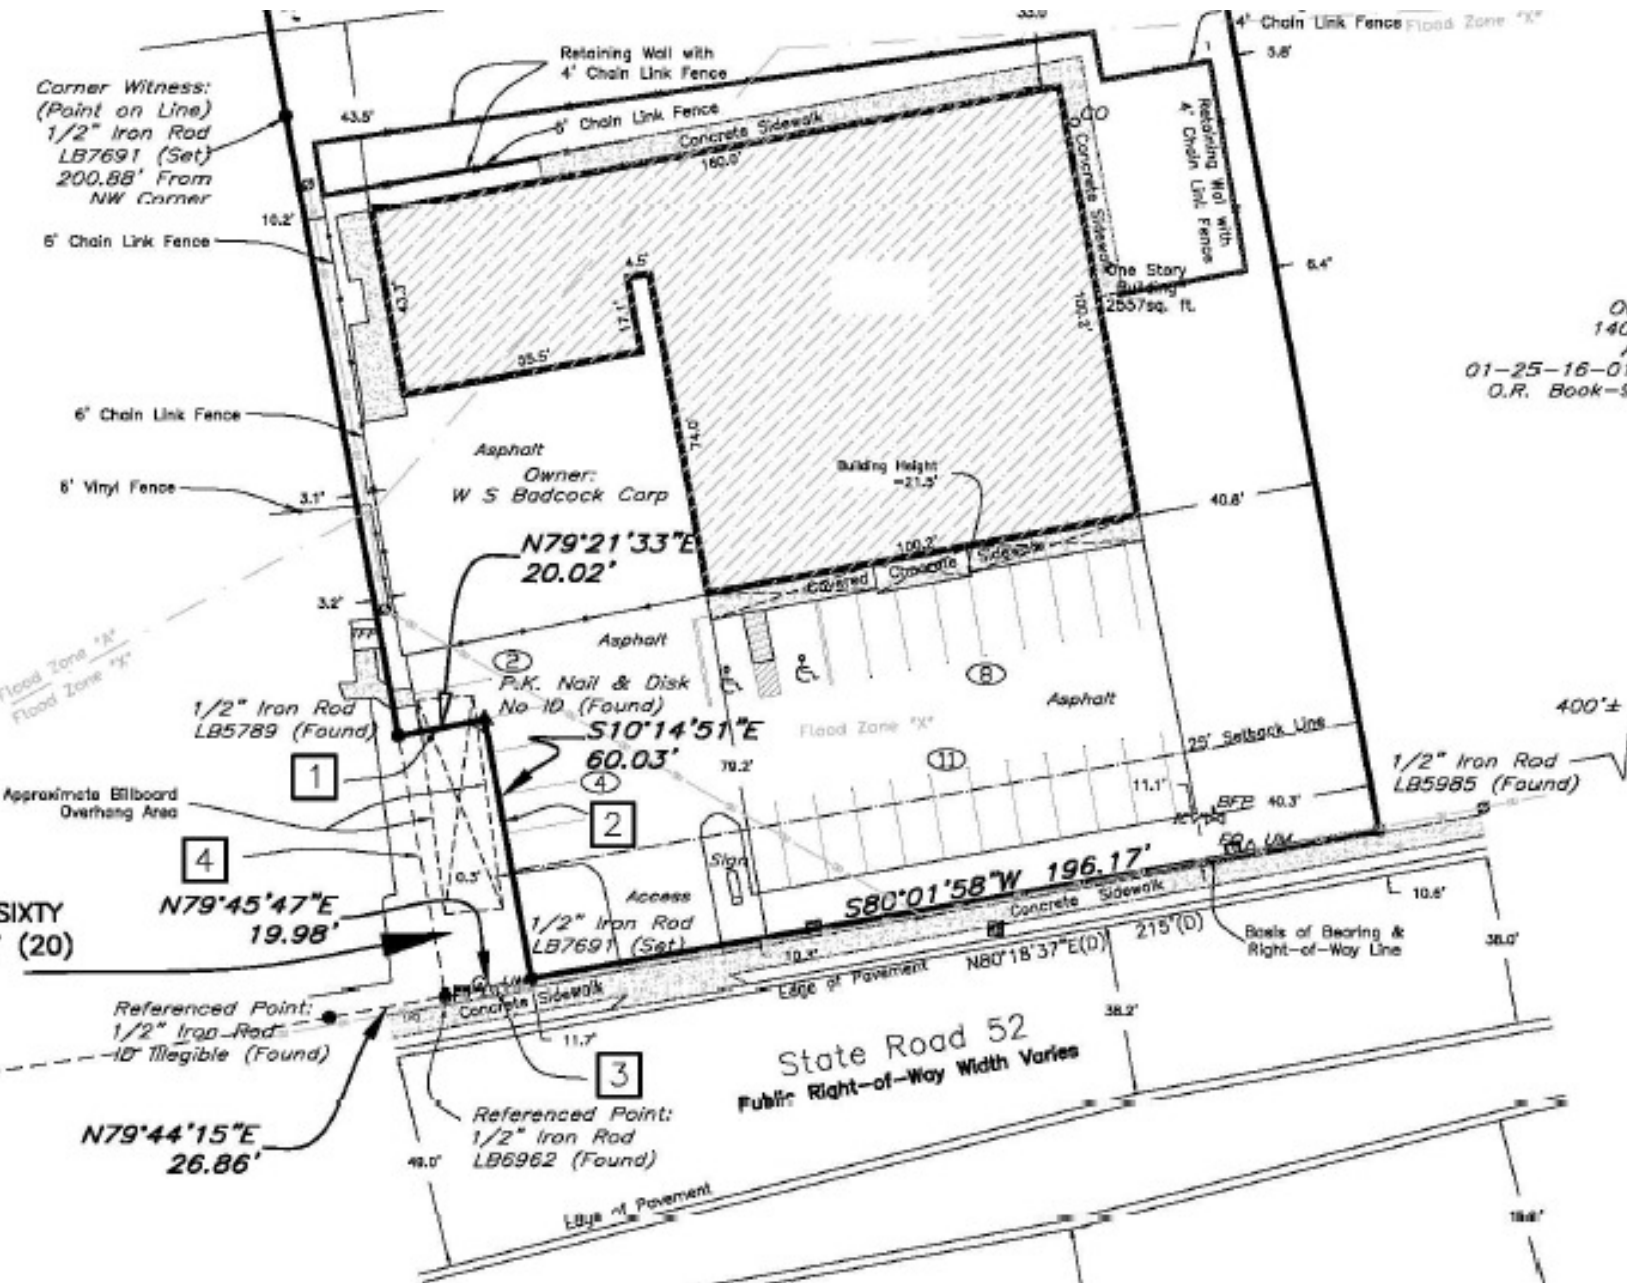 33.0'
4' Chain Link Fence
Flood Zone "X"
3.8'
Retaining Wall with
4' Chain Link Fence
Corner Witness:
(Point on Line)
1/2" Iron Rod
LB7691 (Set)
200.88' From
NW Corner
43.5'
6' Chain Link Fence
Concrete Sidewalk
160.0'
CO
Concrete Sidewalk
Retaining Wal with
4' Chain Link Fence
10.2'
6' Chain Link Fence
4.5'
43.3'
17.1'
One Story
Building
2557sq. ft.
6.4'
100.2'
140
01-25-16-01
O.R. Book-
55.5'
6' Chain Link Fence
74.0'
Asphalt
Owner:
W S Badcock Corp
Building Height
=21.5'
6' Vinyl Fence
3.1'
40.8'
N79°21'33"E
20.02'
100.2'
Covered Concrete Sidewalk
3.2'
Asphalt
Flood Zone "A"
Flood Zone "X"
2
P.K. Nail & Disk
No ID (Found)
8
Asphalt
1/2" Iron Rod
LB5789 (Found)
S10°14'51"E
60.03'
Flood Zone "X"
25' Setback Line
400'±
1
4
79.2'
11
11.1'
BFP
40.3'
1/2" Iron Rod
LB5985 (Found)
Approximate Billboard
Overhang Area
2
4
0.3'
Sign
S80°01'58"W 196.17'
Access
Concrete Sidewalk
10.6'
SIXTY
(20)
N79°45'47"E
19.98'
1/2" Iron Rod
LB7691 (Set)
215'(D)
Basis of Bearing &
Right-of-Way Line
38.0'
N80°18'37"E(D)
Edge of Pavement
Referenced Point:
1/2" Iron Rod
ID Illegible (Found)
Concrete Sidewalk
38.2'
11.7'
State Road 52
Public Right-of-Way Width Varies
3
N79°44'15"E
26.86'
Referenced Point:
1/2" Iron Rod
LB6962 (Found)
Edge of Pavement